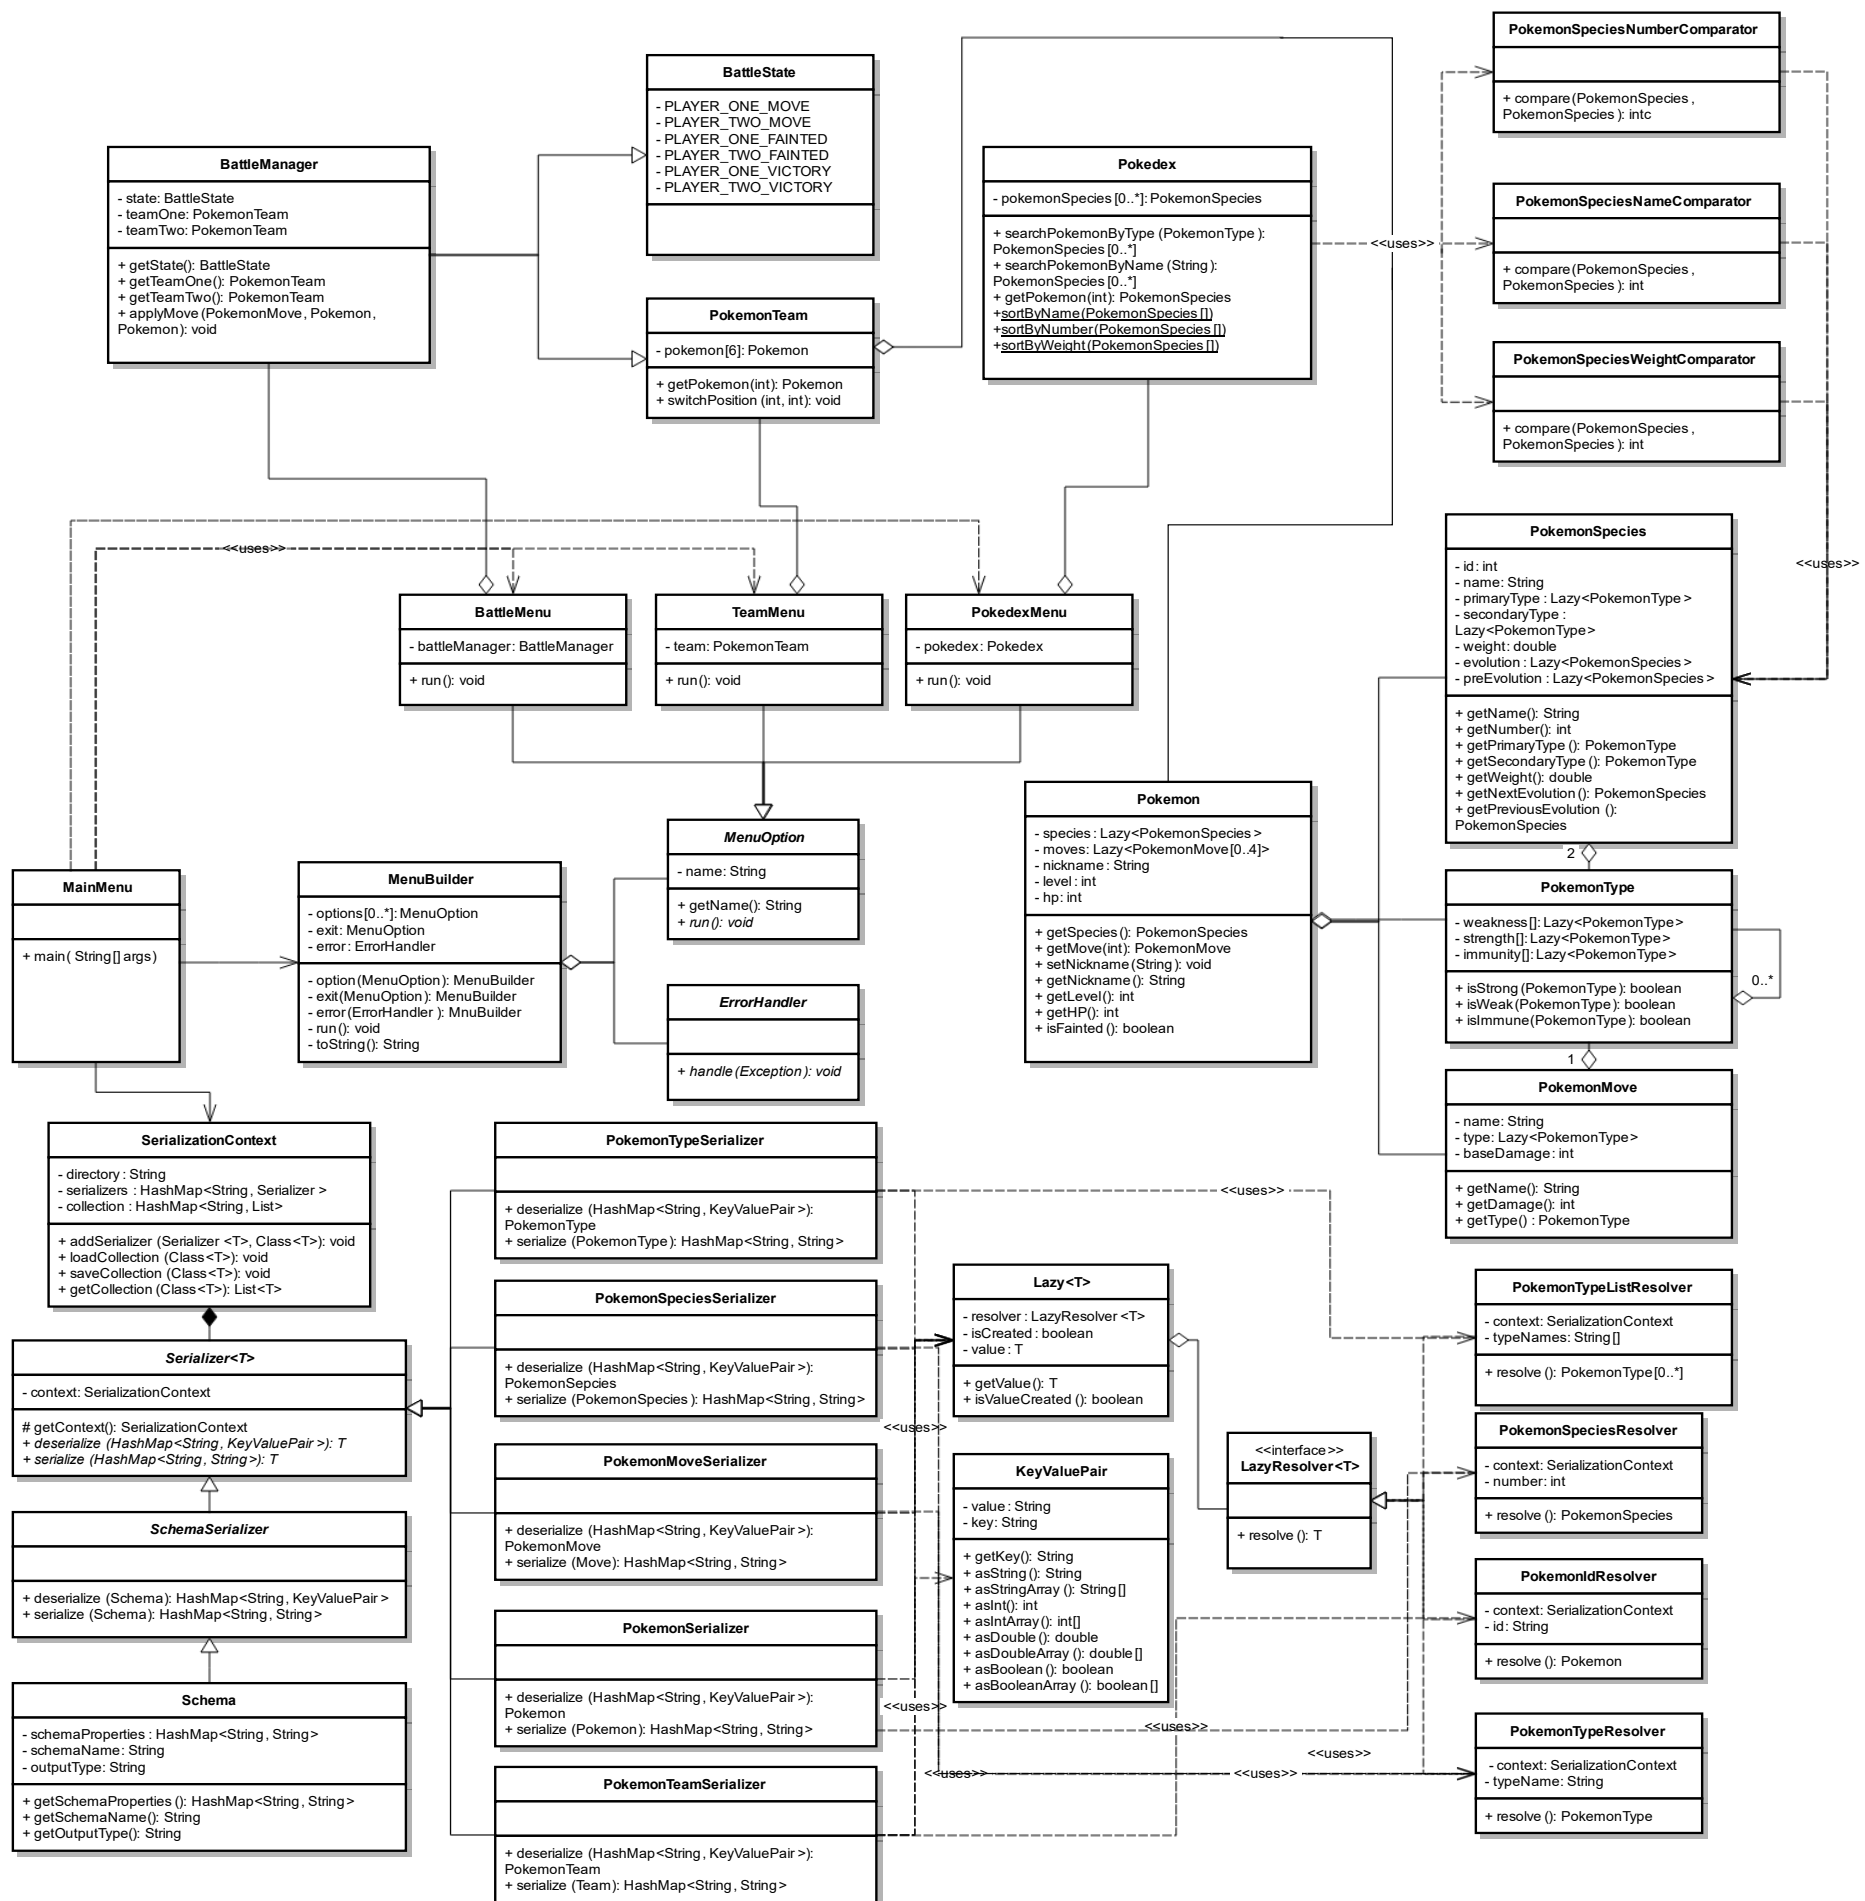 BattleState
- PLAYER_ONE_MOVE
- PLAYER_TWO_MOVE
- PLAYER_ONE_FAINTED
- PLAYER_TWO_FAINTED
- PLAYER_ONE_VICTORY
- PLAYER_TWO_VICTORY
BattleManager
- state: BattleState
- teamOne: PokemonTeam
- teamTwo: PokemonTeam
+ getState(): BattleState
+ getTeamOne(): PokemonTeam
+ getTeamTwo(): PokemonTeam
+ applyMove(PokemonMove, Pokemon,
Pokemon): void
PokemonTeam
- pokemon[6]: Pokemon
+ getPokemon(int): Pokemon
+ switchPosition (int, int): void
Pokedex
- pokemonSpecies[0..*]: PokemonSpecies
+ searchPokemonByType (PokemonType):
PokemonSpecies[0..*]
+ searchPokemonByName (String):
PokemonSpecies[0..*]
+ getPokemon(int): PokemonSpecies
+sortByName(PokemonSpecies[])
+sortByNumber(PokemonSpecies[])
+sortByWeight(PokemonSpecies[])
<<uses>>
PokemonSpeciesNumberComparator
+ compare(PokemonSpecies,
PokemonSpecies): intc
PokemonSpeciesNameComparator
+ compare(PokemonSpecies,
PokemonSpecies): int
PokemonSpeciesWeightComparator
+ compare(PokemonSpecies,
PokemonSpecies): int
<<uses>>
<<uses>>
BattleMenu
- battleManager: BattleManager
+ run(): void
TeamMenu
- team: PokemonTeam
+ run(): void
PokedexMenu
- pokedex: Pokedex
+ run(): void
PokemonSpecies
- id: int
- name: String
- primaryType : Lazy<PokemonType>
- secondaryType :
Lazy<PokemonType>
- weight: double
- evolution : Lazy<PokemonSpecies>
- preEvolution : Lazy<PokemonSpecies>
+ getName(): String
+ getNumber(): int
+ getPrimaryType (): PokemonType
+ getSecondaryType (): PokemonType
+ getWeight(): double
+ getNextEvolution(): PokemonSpecies
+ getPreviousEvolution ():
PokemonSpecies
2
MainMenu
+ main( String[] args)
MenuBuilder
- options[0..*]: MenuOption
- exit: MenuOption
- error: ErrorHandler
- option(MenuOption): MenuBuilder
- exit(MenuOption): MenuBuilder
- error(ErrorHandler ): MnuBuilder
- run(): void
- toString(): String
MenuOption
- name: String
+ getName(): String
+ run(): void
ErrorHandler
+ handle(Exception): void
Pokemon
- species: Lazy<PokemonSpecies>
- moves: Lazy<PokemonMove[0..4]>
- nickname: String
- level: int
- hp: int
+ getSpecies(): PokemonSpecies
+ getMove(int): PokemonMove
+ setNickname(String): void
+ getNickname(): String
+ getLevel(): int
+ getHP(): int
+ isFainted(): boolean
PokemonType
- weakness[]: Lazy<PokemonType>
- strength[]: Lazy<PokemonType>
- immunity[]: Lazy<PokemonType>
+ isStrong(PokemonType): boolean
+ isWeak(PokemonType): boolean
+ isImmune(PokemonType): boolean
0..*
1
PokemonMove
- name: String
- type: Lazy<PokemonType>
- baseDamage: int
+ getName(): String
+ getDamage(): int
+ getType() : PokemonType
SerializationContext
- directory: String
- serializers : HashMap<String, Serializer >
- collection : HashMap<String, List>
+ addSerializer (Serializer <T>, Class<T>): void
+ loadCollection (Class<T>): void
+ saveCollection (Class<T>): void
+ getCollection (Class<T>): List<T>
Serializer<T>
- context: SerializationContext
# getContext(): SerializationContext
+ deserialize (HashMap<String, KeyValuePair >): T
+ serialize (HashMap<String, String>): T
SchemaSerializer
+ deserialize (Schema): HashMap<String, KeyValuePair>
+ serialize (Schema): HashMap<String, String>
Schema
- schemaProperties : HashMap<String, String>
- schemaName: String
- outputType: String
+ getSchemaProperties (): HashMap<String, String>
+ getSchemaName(): String
+ getOutputType(): String
PokemonTypeSerializer
+ deserialize (HashMap<String, KeyValuePair >):
PokemonType
+ serialize (PokemonType): HashMap<String, String>
PokemonSpeciesSerializer
+ deserialize (HashMap<String, KeyValuePair >):
PokemonSepcies
+ serialize (PokemonSpecies): HashMap<String, String>
PokemonMoveSerializer
+ deserialize (HashMap<String, KeyValuePair >):
PokemonMove
+ serialize (Move): HashMap<String, String>
PokemonSerializer
+ deserialize (HashMap<String, KeyValuePair >):
Pokemon
+ serialize (Pokemon): HashMap<String, String>
PokemonTeamSerializer
+ deserialize (HashMap<String, KeyValuePair >):
PokemonTeam
+ serialize (Team): HashMap<String, String>
<<uses>>
Lazy<T>
- resolver: LazyResolver <T>
- isCreated: boolean
- value: T
+ getValue(): T
+ isValueCreated (): boolean
<<uses>>
KeyValuePair
- value: String
- key: String
+ getKey(): String
+ asString(): String
+ asStringArray (): String[]
+ asInt(): int
+ asIntArray(): int[]
+ asDouble(): double
+ asDoubleArray (): double[]
+ asBoolean(): boolean
+ asBooleanArray (): boolean[]
<<uses>>
<<uses>>
<<uses>>
<<uses>>
<<uses>>
<<interface>>
LazyResolver<T>
+ resolve (): T
PokemonTypeListResolver
- context: SerializationContext
- typeNames: String[]
+ resolve (): PokemonType[0..*]
PokemonSpeciesResolver
- context: SerializationContext
- number: int
+ resolve (): PokemonSpecies
PokemonIdResolver
- context: SerializationContext
- id: String
+ resolve (): Pokemon
PokemonTypeResolver
- context: SerializationContext
- typeName: String
+ resolve (): PokemonType